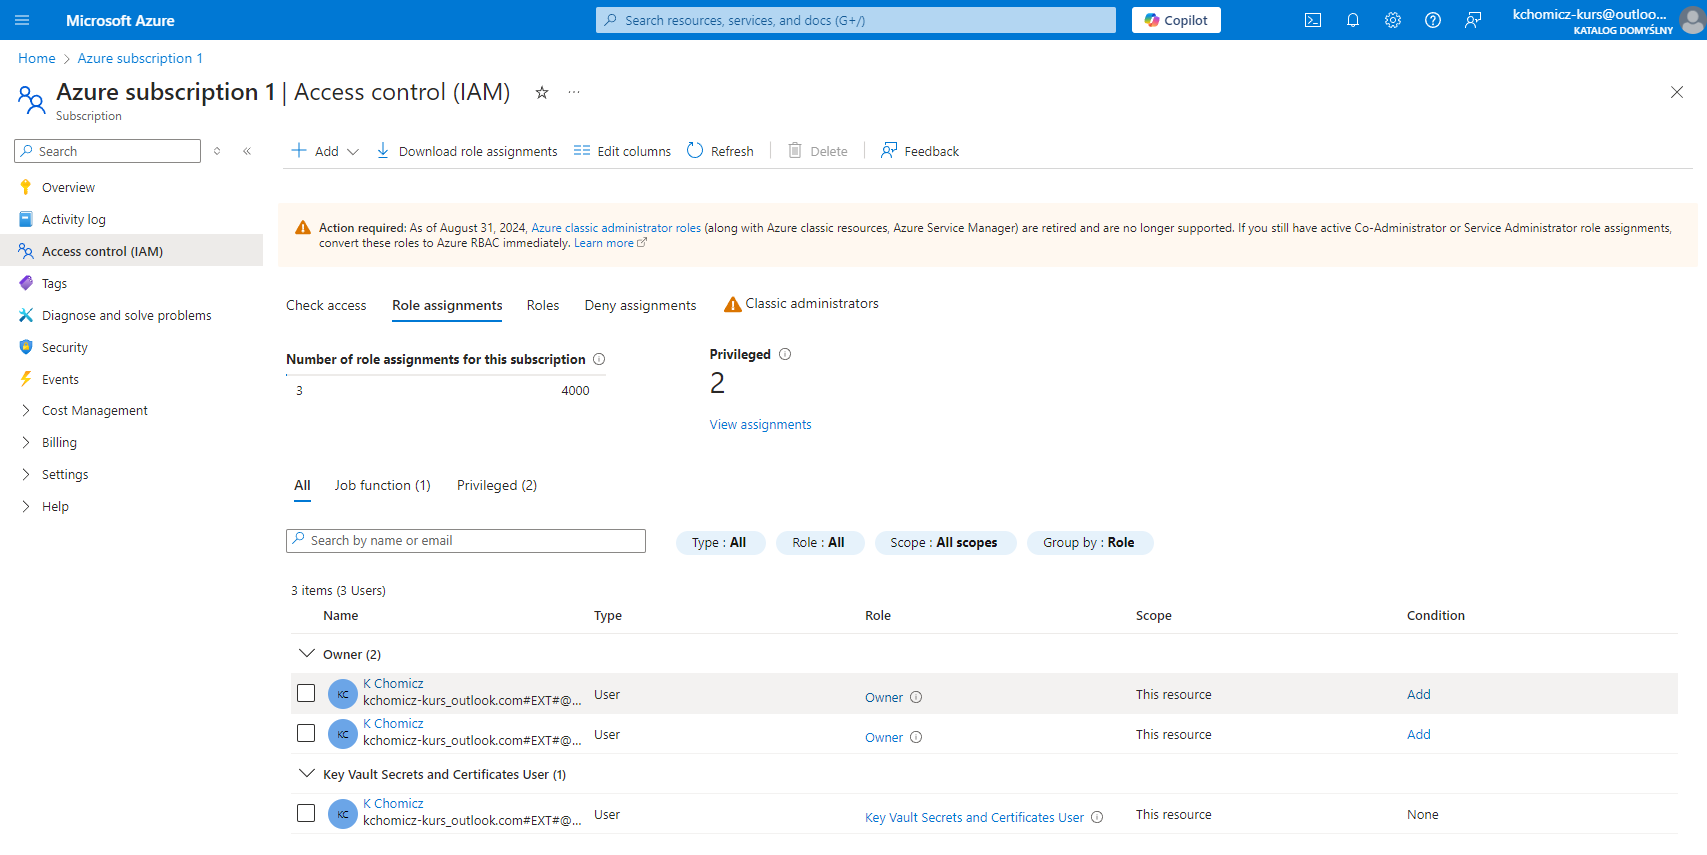 Microsoft Azure
Search resources, services, and docs (G+/)
Copilot
kchomicz-kurs@outloo...
KATALOG DOMYŚLNY
Home > Azure subscription 1
Azure subscription 1 | Access control (IAM) ...
Subscription
Search
Overview
Activity log
Access control (IAM)
Tags
Diagnose and solve problems
Security
Events
Cost Management
Billing
Settings
Help
Add Download role assignments Edit columns Refresh Delete Feedback
Action required: As of August 31, 2024, Azure classic administrator roles (along with Azure classic resources, Azure Service Manager) are retired and are no longer supported. If you still have active Co-Administrator or Service Administrator role assignments,
convert these roles to Azure RBAC immediately. Learn more
Check access Role assignments Roles Deny assignments Classic administrators
Number of role assignments for this subscription
3 4000
Privileged
2
View assignments
All Job function (1) Privileged (2)
Search by name or email
Type : All Role : All Scope : All scopes Group by : Role
3 items (3 Users)
Name Type Role Scope Condition
Owner (2)
KC K Chomicz
kchomicz-kurs_outlook.com#EXT#@... User Owner This resource Add
KC K Chomicz
kchomicz-kurs_outlook.com#EXT#@... User Owner This resource Add
Key Vault Secrets and Certificates User (1)
KC K Chomicz
kchomicz-kurs_outlook.com#EXT#@... User Key Vault Secrets and Certificates User This resource None